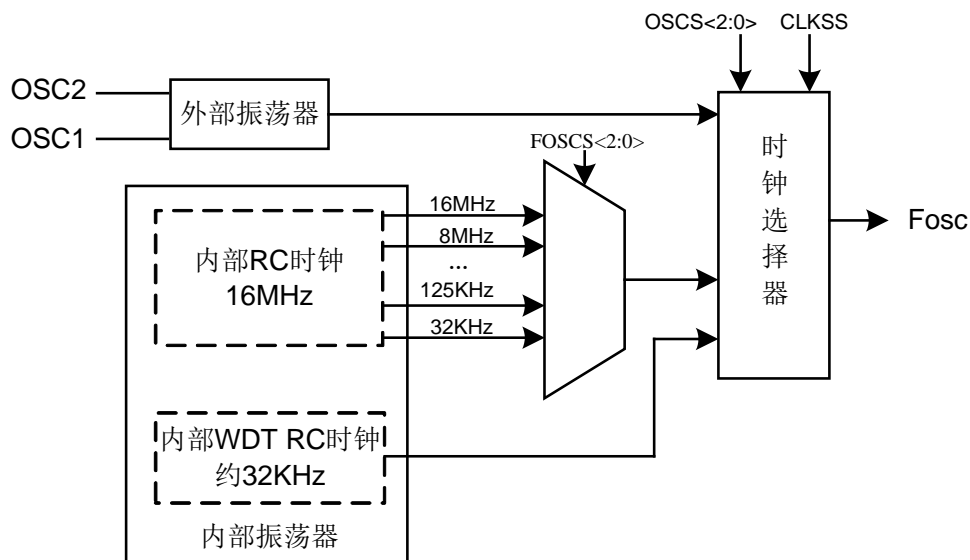 OSCS<2:0>
CLKSS
OSC2
OSC1
外部振荡器
FOSCS<2:0>
时钟选择器
Fosc
内部RC时钟
16MHz
16MHz
8MHz
...
125KHz
32KHz
内部WDT RC时钟
约32KHz
内部振荡器